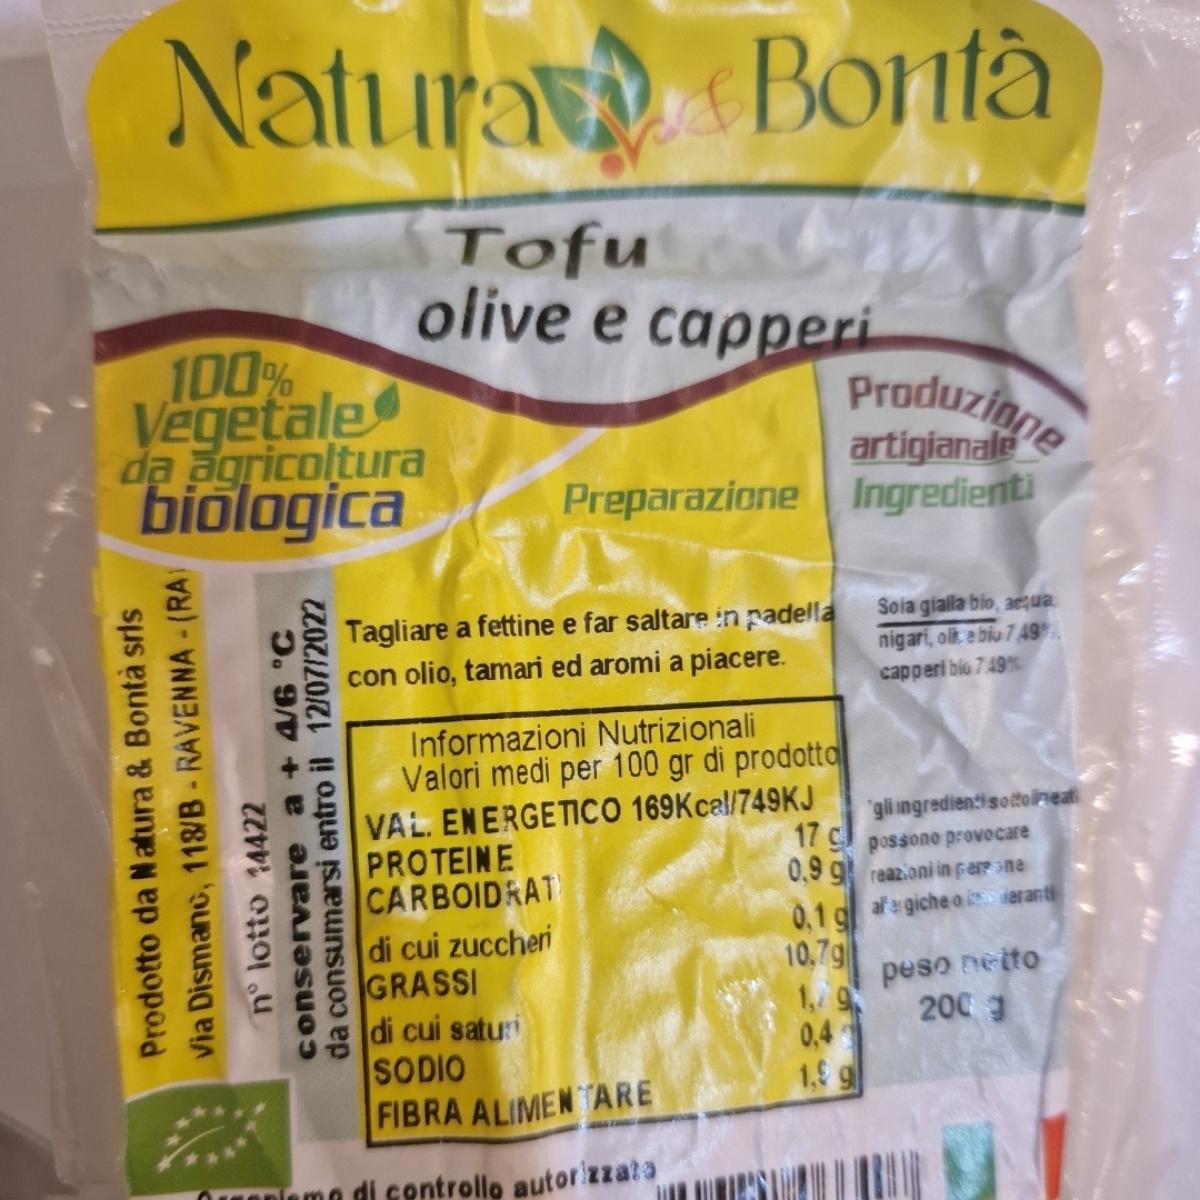 Natura & Bontà
Tofu
olive e capperi
100%
Vegetale
da agricoltura
biologica
Produzione
artigianale
Preparazione
Ingredienti
Tagliare a fettine e far saltare in padella
con olio, tamari ed aromi a piacere.
Soia gialla bio, acqua,
nigari, olive bio 7,49%,
capperi bio 7.49%
Informazioni Nutrizionali
Valori medi per 100 gr di prodotto
VAL. ENERGETICO 169Kcal/749KJ
PROTEINE 17 g
CARBOIDRATI 0,9 g
di cui zuccheri 0,1 g
GRASSI 10,7g
di cui saturi 1,7 g
SODIO 0,4
FIBRA ALIMENTARE 1,9 g
*gli ingredienti sottolineati
possono provocare
reazioni in persone
allergiche o intolleranti
peso netto
200 g
Prodotto da Natura & Bontà srls
Via Dismano, 118/B - RAVENNA - (RA)
n° lotto 14422
conservare a + 4/6 °C
da consumarsi entro il 12/07/2022
Organismo di controllo autorizzato